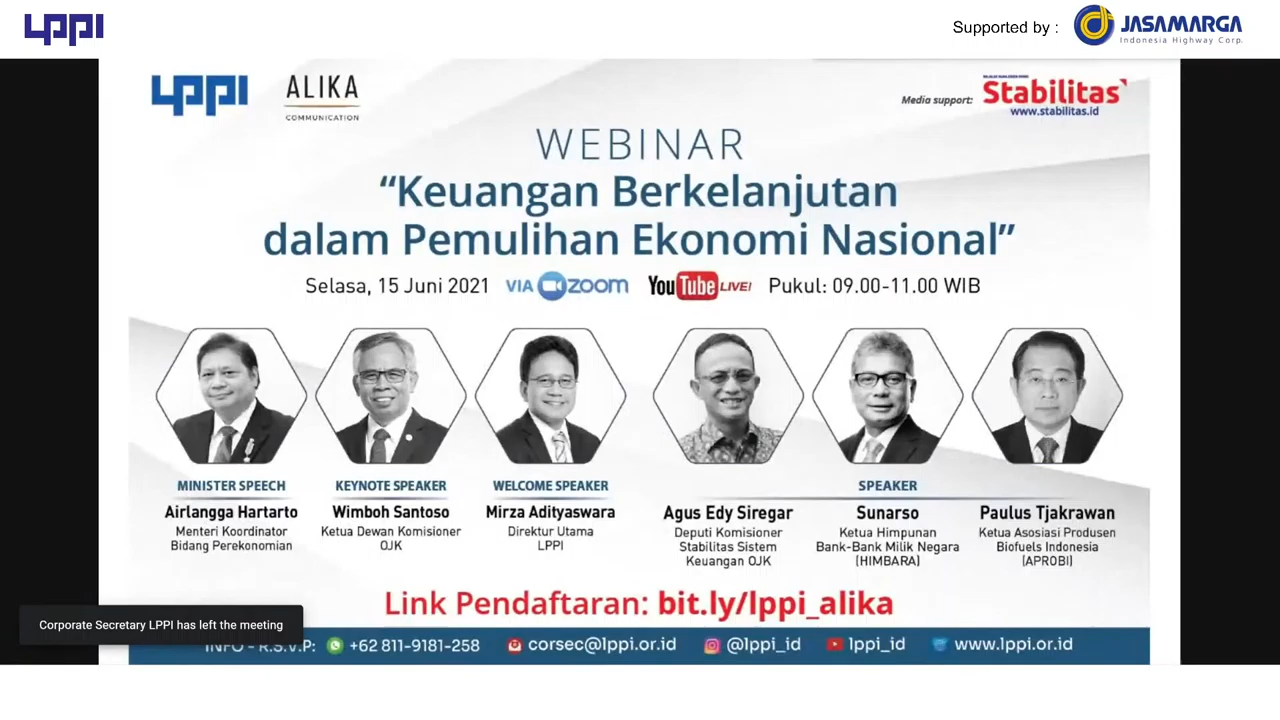 LPPI
Supported by :
JASAMARGA
Indonesia Highway Corp.
LPPI
ALIKA
COMMUNICATION
Media support:
Stabilitas
www.stabilitas.id
WEBINAR
“Keuangan Berkelanjutan
dalam Pemulihan Ekonomi Nasional”
Selasa, 15 Juni 2021 VIA zoom YouTube LIVE! Pukul: 09.00-11.00 WIB
MINISTER SPEECH
Airlangga Hartarto
Menteri Koordinator
Bidang Perekonomian
KEYNOTE SPEAKER
Wimboh Santoso
Ketua Dewan Komisioner
OJK
WELCOME SPEAKER
Mirza Adityaswara
Direktur Utama
LPPI
SPEAKER
Agus Edy Siregar
Deputi Komisioner
Stabilitas Sistem
Keuangan OJK
Sunarso
Ketua Himpunan
Bank-Bank Milik Negara
(HIMBARA)
Paulus Tjakrawan
Ketua Asosiasi Produsen
Biofuels Indonesia
(APROBI)
Link Pendaftaran: bit.ly/lppi_alika
Corporate Secretary LPPI has left the meeting
INFO - R.S.V.P: +62 811-9181-258 corsec@lppi.or.id @lppi_id lppi_id www.lppi.or.id